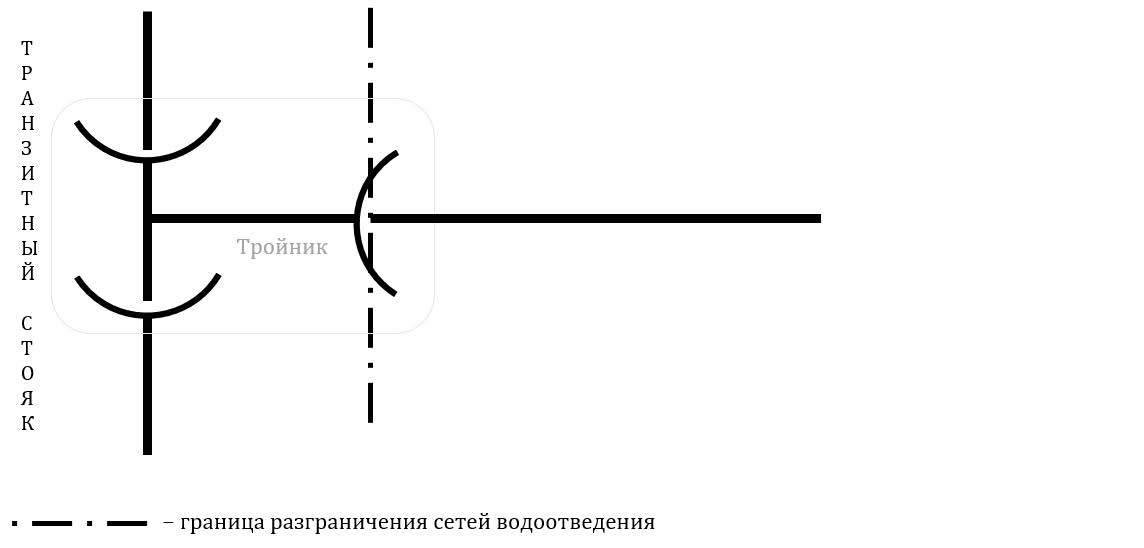 ТРАНЗИТНЫЙ СТОЯК
Тройник
– граница разграничения сетей водоотведения